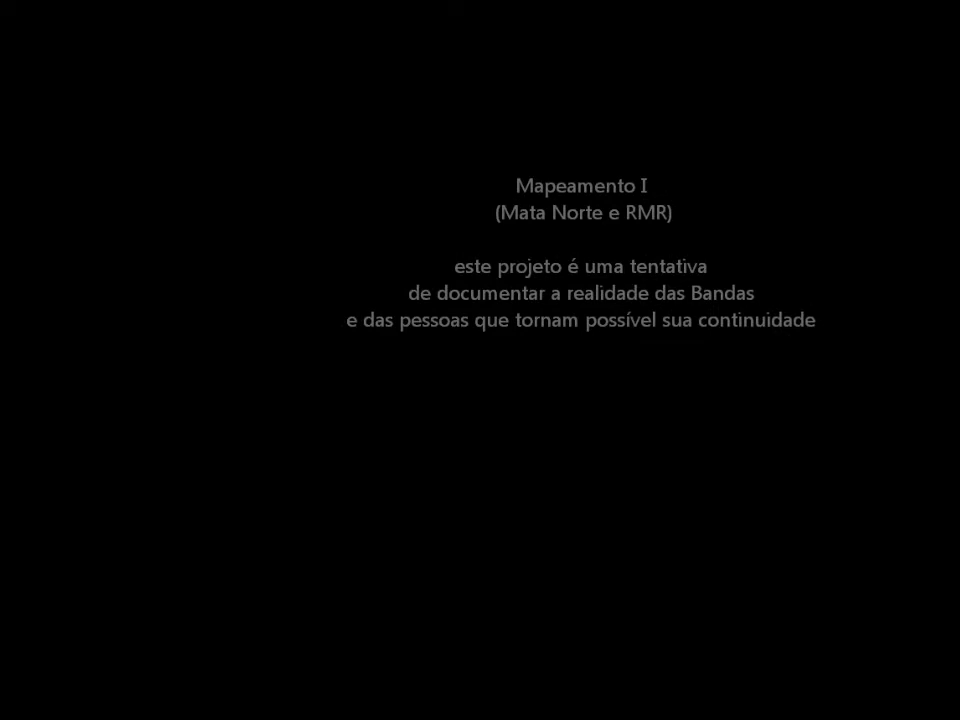 Mapeamento I
(Mata Norte e RMR)
este projeto é uma tentativa
de documentar a realidade das Bandas
e das pessoas que tornam possível sua continuidade